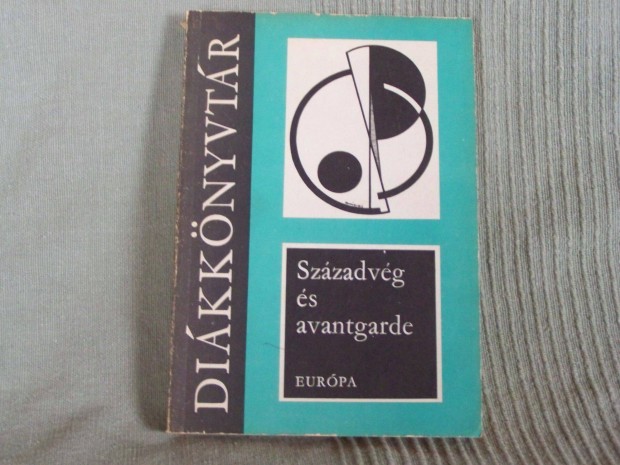 DIÁKKÖNYVTÁR
Századvég
és
avantgarde
EURÓPA